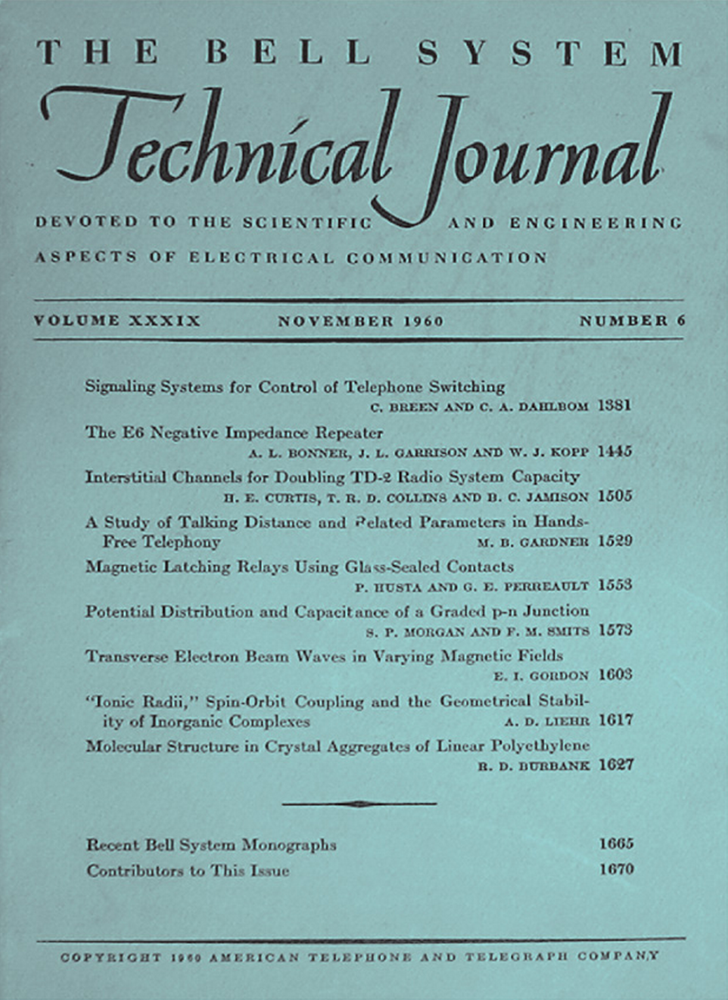 THE BELL SYSTEM
Technical Journal
DEVOTED TO THE SCIENTIFIC AND ENGINEERING
ASPECTS OF ELECTRICAL COMMUNICATION
VOLUME XXXIX NOVEMBER 1960 NUMBER 6
Signaling Systems for Control of Telephone Switching
C. BREEN AND C. A. DAHLBOM 1381
The E6 Negative Impedance Repeater
A. L. BONNER, J. L. GARRISON AND W. J. KOPP 1445
Interstitial Channels for Doubling TD-2 Radio System Capacity
H. E. CURTIS, T. R. D. COLLINS AND B. C. JAMISON 1505
A Study of Talking Distance and Related Parameters in Hands-
Free Telephony M. B. GARDNER 1529
Magnetic Latching Relays Using Glass-Sealed Contacts
P. HUSTA AND G. E. PERREAULT 1553
Potential Distribution and Capacitance of a Graded p-n Junction
S. P. MORGAN AND F. M. SMITS 1573
Transverse Electron Beam Waves in Varying Magnetic Fields
E. I. GORDON 1603
“Ionic Radii,” Spin-Orbit Coupling and the Geometrical Stabil-
ity of Inorganic Complexes A. D. LIEHR 1617
Molecular Structure in Crystal Aggregates of Linear Polyethylene
R. D. BURBANK 1627
Recent Bell System Monographs 1665
Contributors to This Issue 1670
COPYRIGHT 1960 AMERICAN TELEPHONE AND TELEGRAPH COMPANY